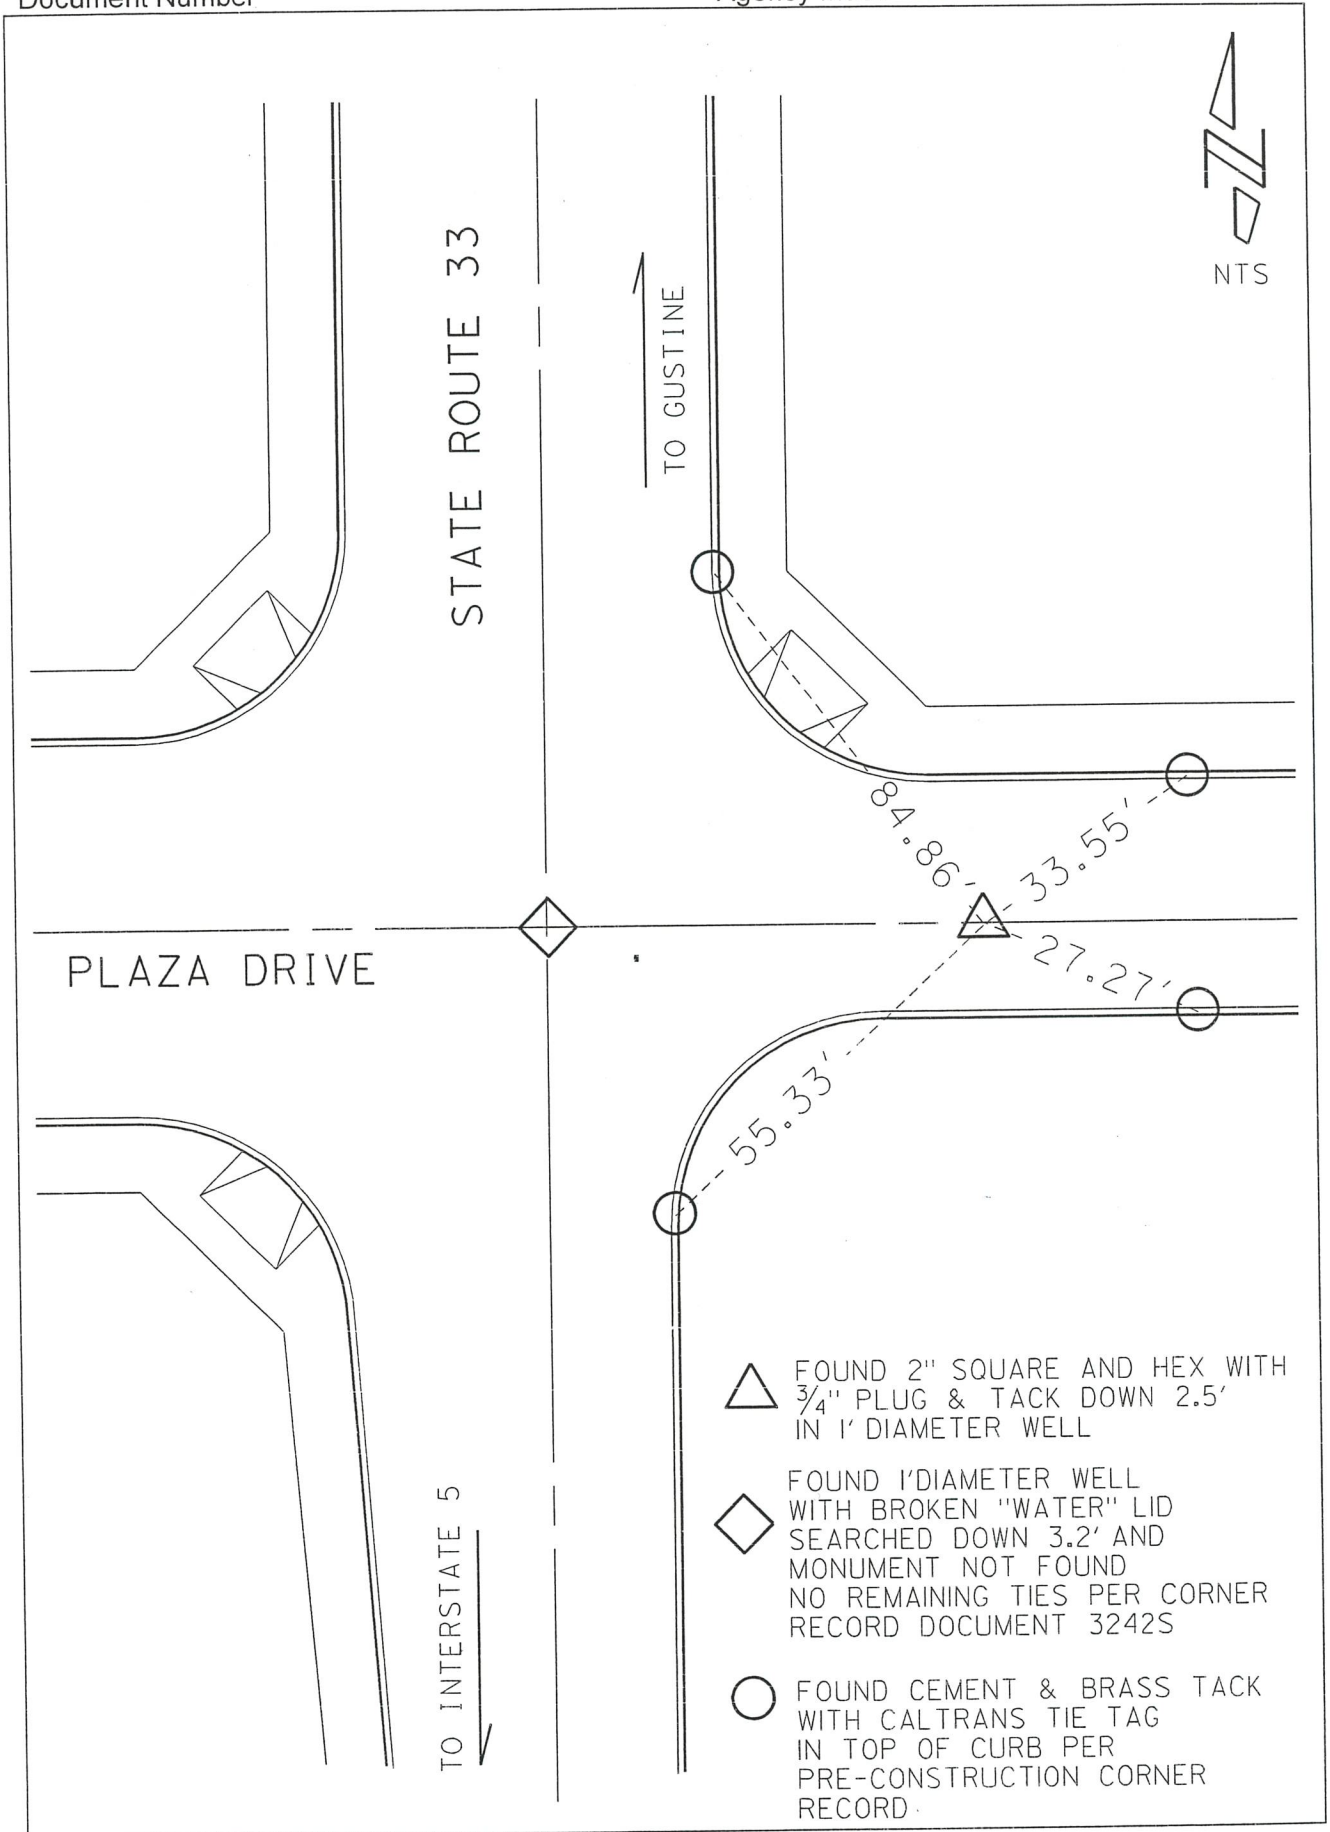 Document Number
Agency
NTS
STATE ROUTE 33
TO GUSTINE
84.86'
33.55'
PLAZA DRIVE
27.27'
55.33'
TO INTERSTATE 5
FOUND 2" SQUARE AND HEX WITH
3/4" PLUG & TACK DOWN 2.5'
IN 1' DIAMETER WELL
FOUND 1'DIAMETER WELL
WITH BROKEN "WATER" LID
SEARCHED DOWN 3.2' AND
MONUMENT NOT FOUND
NO REMAINING TIES PER CORNER
RECORD DOCUMENT 3242S
FOUND CEMENT & BRASS TACK
WITH CALTRANS TIE TAG
IN TOP OF CURB PER
PRE-CONSTRUCTION CORNER
RECORD